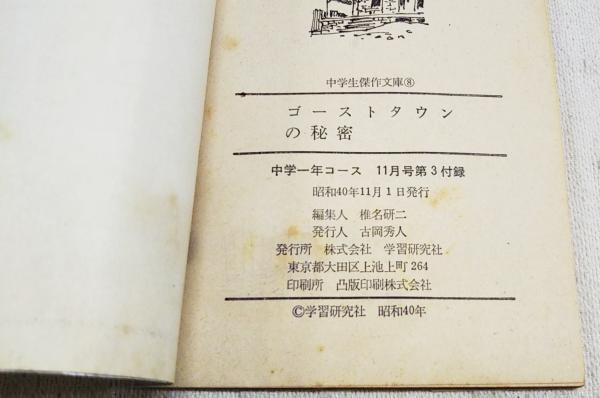 中学生傑作文庫⑧
ゴーストタウン
の秘密
中学一年コース 11月号第3付録
昭和40年11月1日発行
編集人 椎名研二
発行人 古岡秀人
発行所 株式会社 学習研究社
東京都大田区上池上町264
印刷所 凸版印刷株式会社
©学習研究社 昭和40年